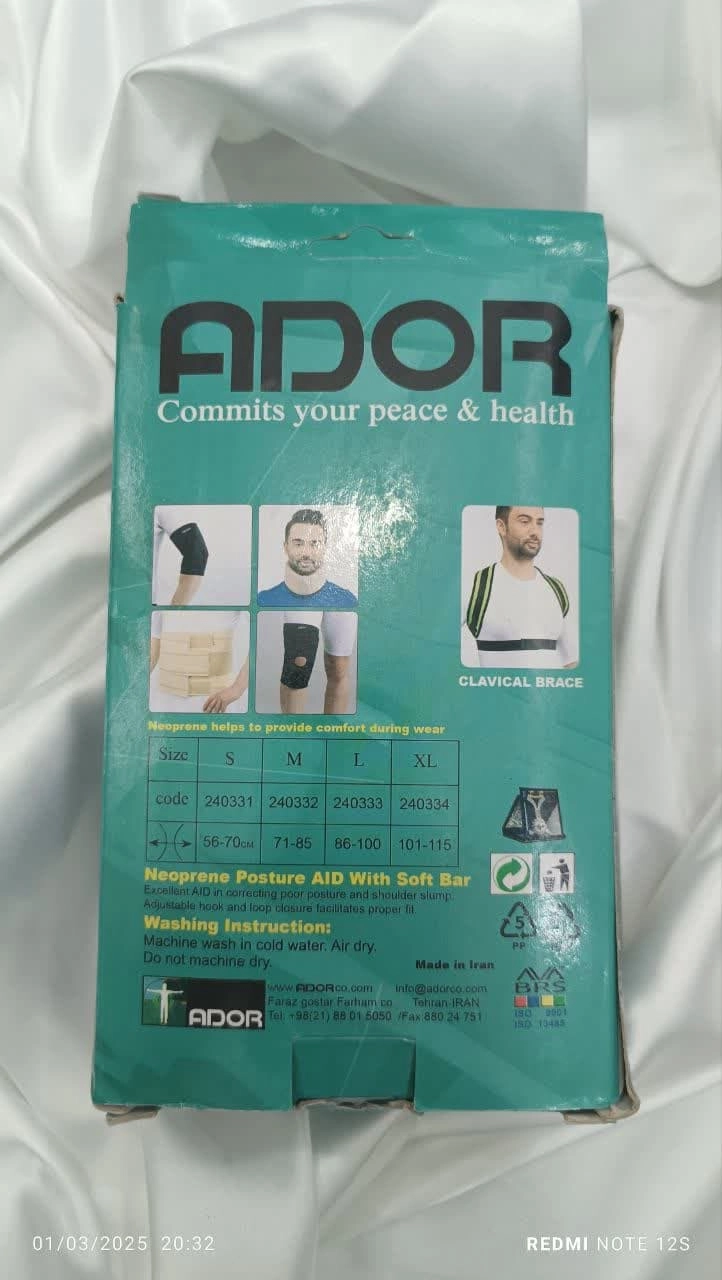 ADOR
Commits your peace & health
CLAVICAL BRACE
Neoprene helps to provide comfort during wear
Size S M L XL
code 240331 240332 240333 240334
56-70CM 71-85 86-100 101-115
Neoprene Posture AID With Soft Bar
Excellent AID in correcting poor posture and shoulder slump.
Adjustable hook and loop closure facilitates proper fit.
Washing Instruction:
Machine wash in cold water. Air dry.
Do not machine dry.
Made in Iran
5
PP
ADOR
www.ADORco.com info@adorco.com
Faraz gostar Farham co. Tehran-IRAN
Tel: +98(21) 88 01 5050 /Fax 880 24 751
BRS
ISO 9001
ISO 13485
01/03/2025 20:32
REDMI NOTE 12S